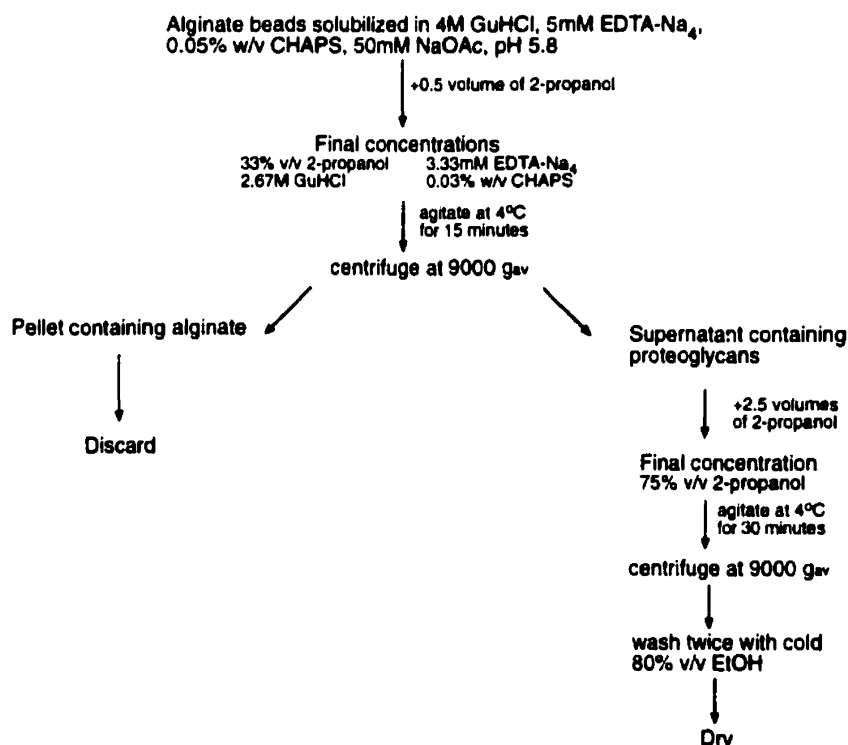 Alginate beads solubilized in 4M GuHCl, 5mM EDTA-Na4,
0.05% w/v CHAPS, 50mM NaOAc, pH 5.8
+0.5 volume of 2-propanol
Final concentrations
33% v/v 2-propanol 3.33mM EDTA-Na4
2.67M GuHCl 0.03% w/v CHAPS
agitate at 4°C
for 15 minutes
centrifuge at 9000 gav
Pellet containing alginate
Discard
Supernatant containing
proteoglycans
+2.5 volumes
of 2-propanol
Final concentration
75% v/v 2-propanol
agitate at 4°C
for 30 minutes
centrifuge at 9000 gav
wash twice with cold
80% v/v EtOH
Dry